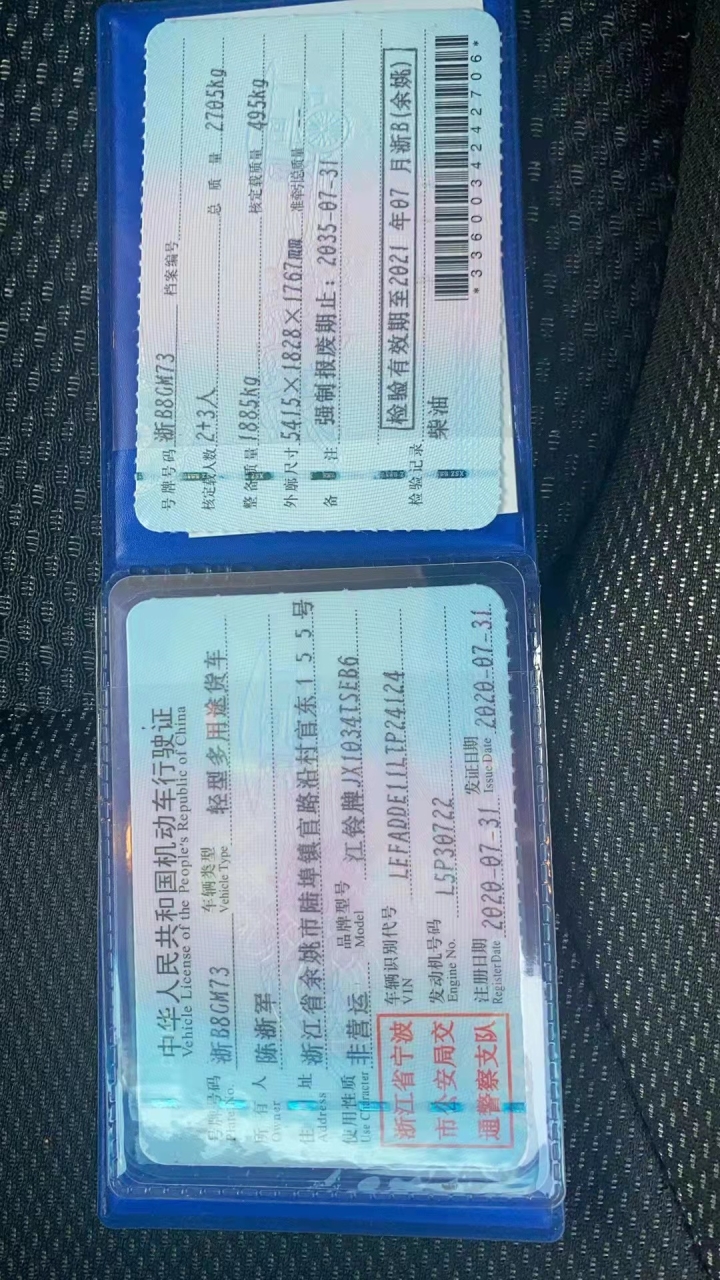 中华人民共和国机动车行驶证
Vehicle License of the People's Republic of China
号牌号码 浙B8GM73 车辆类型 轻型多用途货车
Plate No. Vehicle Type
所有人 陈浙军
Owner
住址 浙江省余姚市陆埠镇官路沿村官东155号
Address
使用性质 非营运 品牌型号 江铃牌JX1034TSEB6
Use Character Model
浙江省宁波
市公安局交
通警察支队
车辆识别代号 LEFADDE11LTP24124
VIN
发动机号码 L5P30722
Engine No.
注册日期 2020-07-31 发证日期 2020-07-31
Register Date Issue Date
号牌号码 浙B8GM73 档案编号
核定载人数 2+3人 总质量 2705kg
整备质量 1885kg 核定载质量 495kg
外廓尺寸 5415×1828×1767mm 准牵引总质量 --
备注 强制报废期止：2035-07-31
检验有效期至2021年07月浙B(余姚)
检验记录
柴油
*3360034242706*